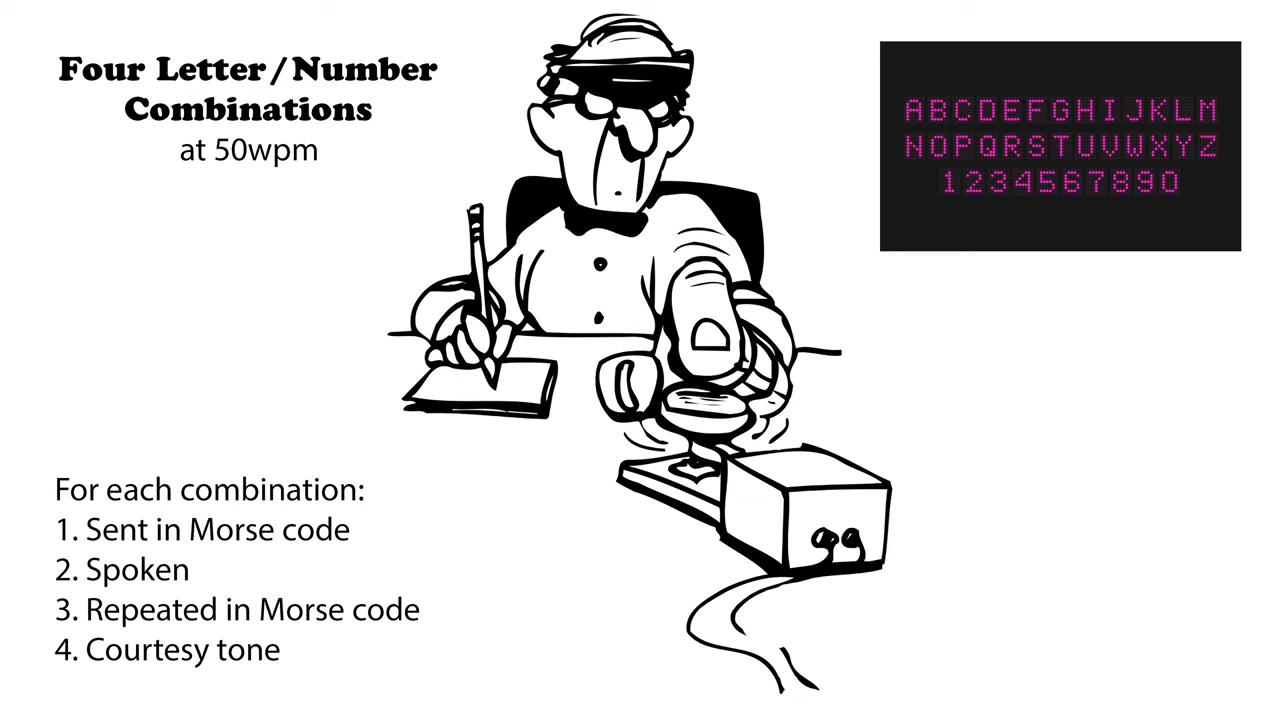 Four Letter/Number
Combinations
at 50wpm
ABCDEFGHIJKLM
NOPQRSTUVWXYZ
1234567890
For each combination:
1. Sent in Morse code
2. Spoken
3. Repeated in Morse code
4. Courtesy tone